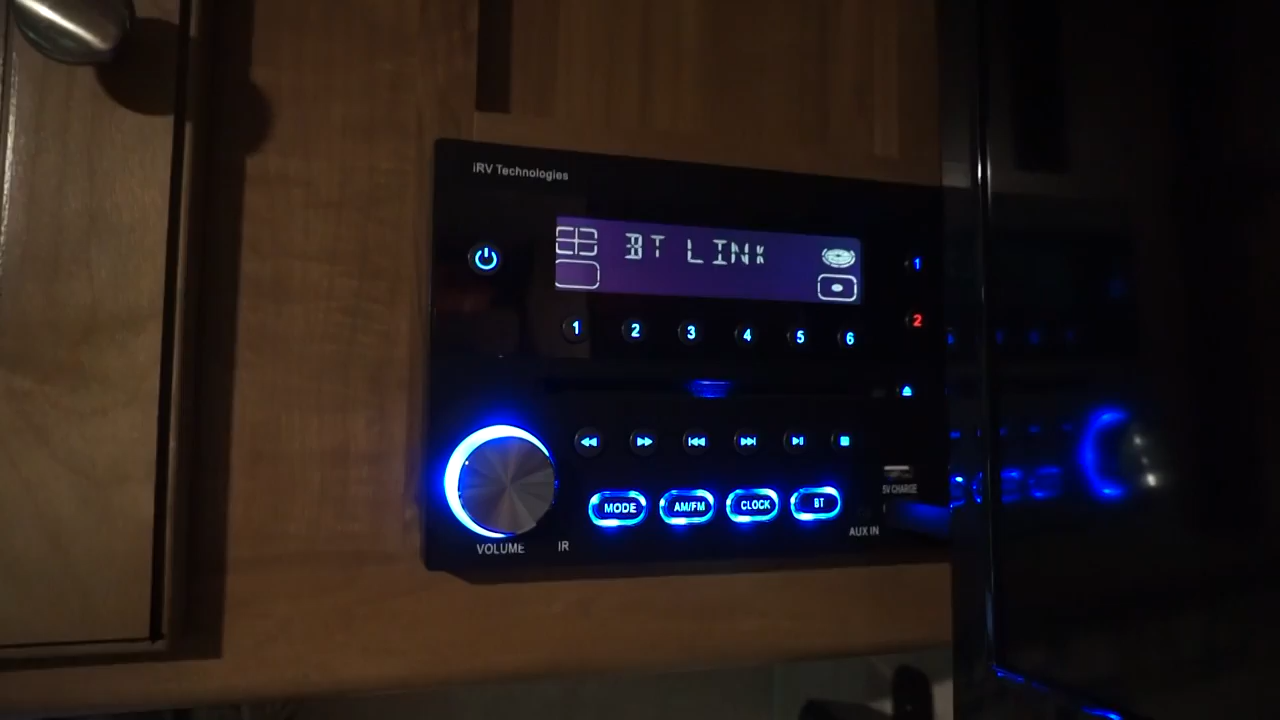 iRV Technologies
BT LINK
1
1 2 3 4 5 6
2
MODE AM/FM CLOCK BT
5V CHARGE
AUX IN
VOLUME IR